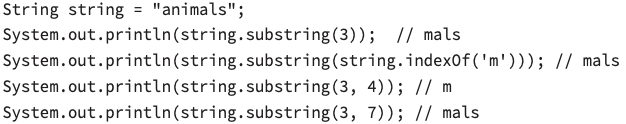 String string = "animals";
System.out.println(string.substring(3));  // mals
System.out.println(string.substring(string.indexOf('m'))); // mals
System.out.println(string.substring(3, 4)); // m
System.out.println(string.substring(3, 7)); // mals